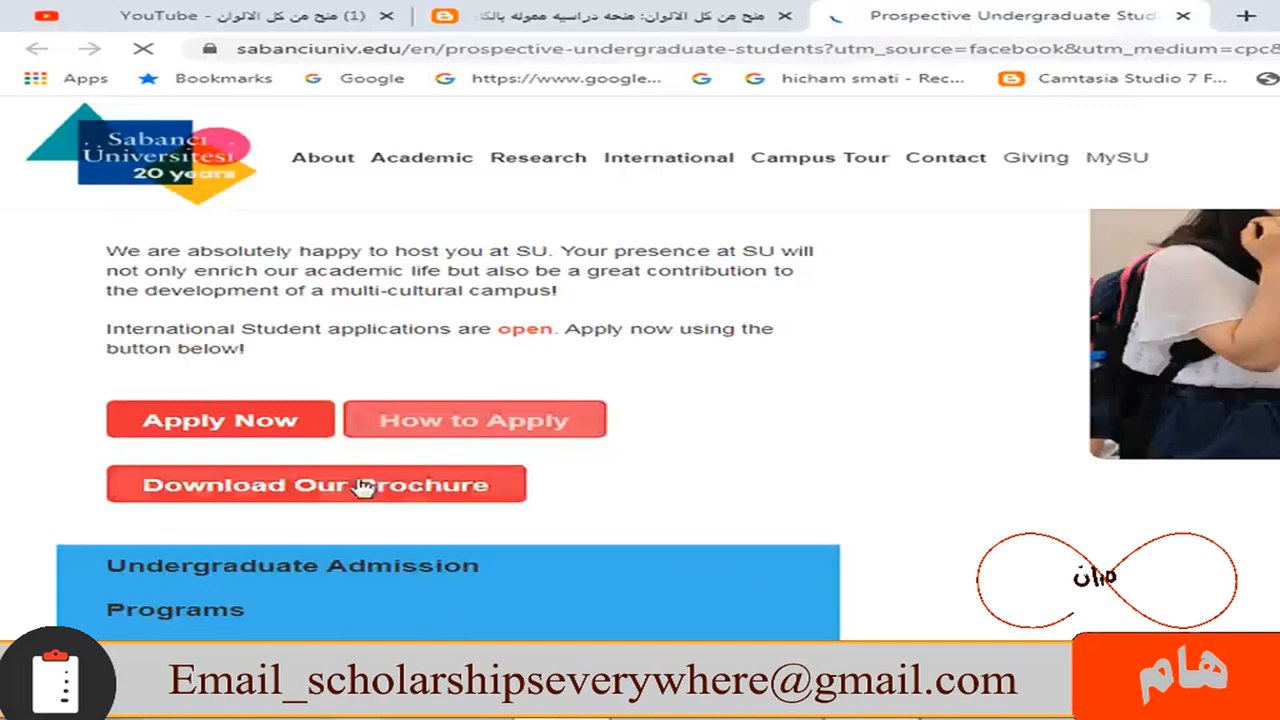 YouTube - منح من كل الالوان (1)
منح من كل الالوان: منحه دراسيه ممولة بالكا
Prospective Undergraduate Stud
sabanciuniv.edu/en/prospective-undergraduate-students?utm_source=facebook&utm_medium=cpc&
Apps Bookmarks Google https://www.google... hicham smati - Rec... Camtasia Studio 7 F...
Sabancı
Üniversitesi
20 years
About Academic Research International Campus Tour Contact Giving MySU
We are absolutely happy to host you at SU. Your presence at SU will
not only enrich our academic life but also be a great contribution to
the development of a multi-cultural campus!
International Student applications are open. Apply now using the
button below!
Apply Now How to Apply
Download Our Brochure
Undergraduate Admission
Programs
Email_scholarshipseverywhere@gmail.com
هام